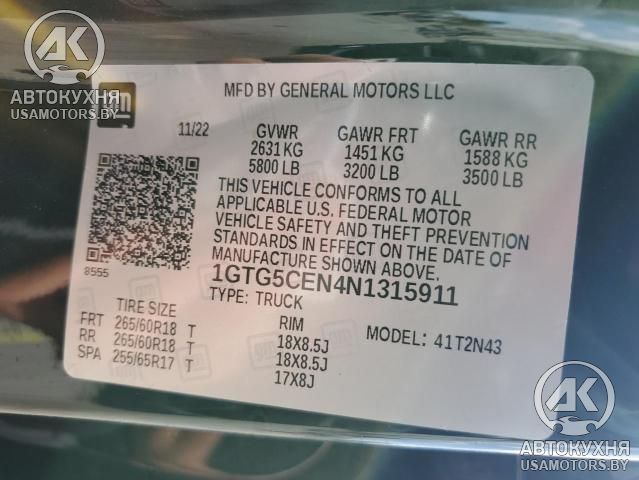 AK
АВТОКУХНЯ
USAMOTORS.BY
gm
MFD BY GENERAL MOTORS LLC
11/22 GVWR GAWR FRT GAWR RR
2631 KG 1451 KG 1588 KG
5800 LB 3200 LB 3500 LB
THIS VEHICLE CONFORMS TO ALL
APPLICABLE U.S. FEDERAL MOTOR
VEHICLE SAFETY AND THEFT PREVENTION
STANDARDS IN EFFECT ON THE DATE OF
MANUFACTURE SHOWN ABOVE.
8555
1GTG5CEN4N1315911
TYPE: TRUCK
TIRE SIZE RIM MODEL: 41T2N43
FRT 265/60R18 T 18X8.5J
RR 265/60R18 T 18X8.5J
SPA 255/65R17 T 17X8J
AK
АВТОКУХНЯ
USAMOTORS.BY